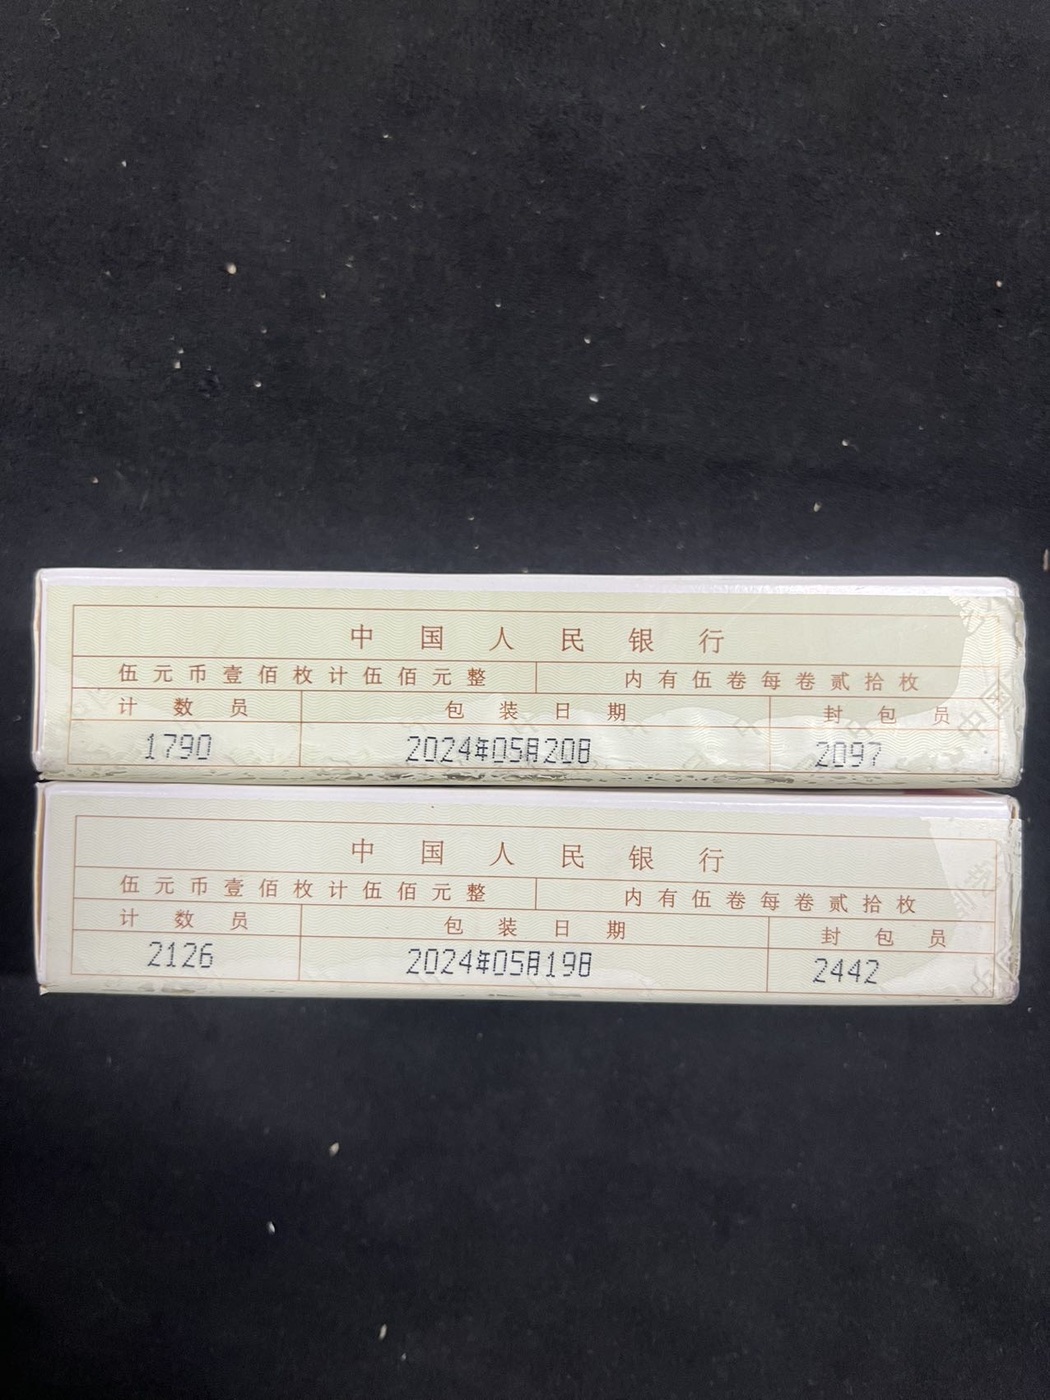 中国人民银行
伍元币壹佰枚计伍佰元整 内有伍卷每卷贰拾枚
计数员 包装日期 封包员
1790 2024年05月20日 2097
中国人民银行
伍元币壹佰枚计伍佰元整 内有伍卷每卷贰拾枚
计数员 包装日期 封包员
2126 2024年05月19日 2442
中国